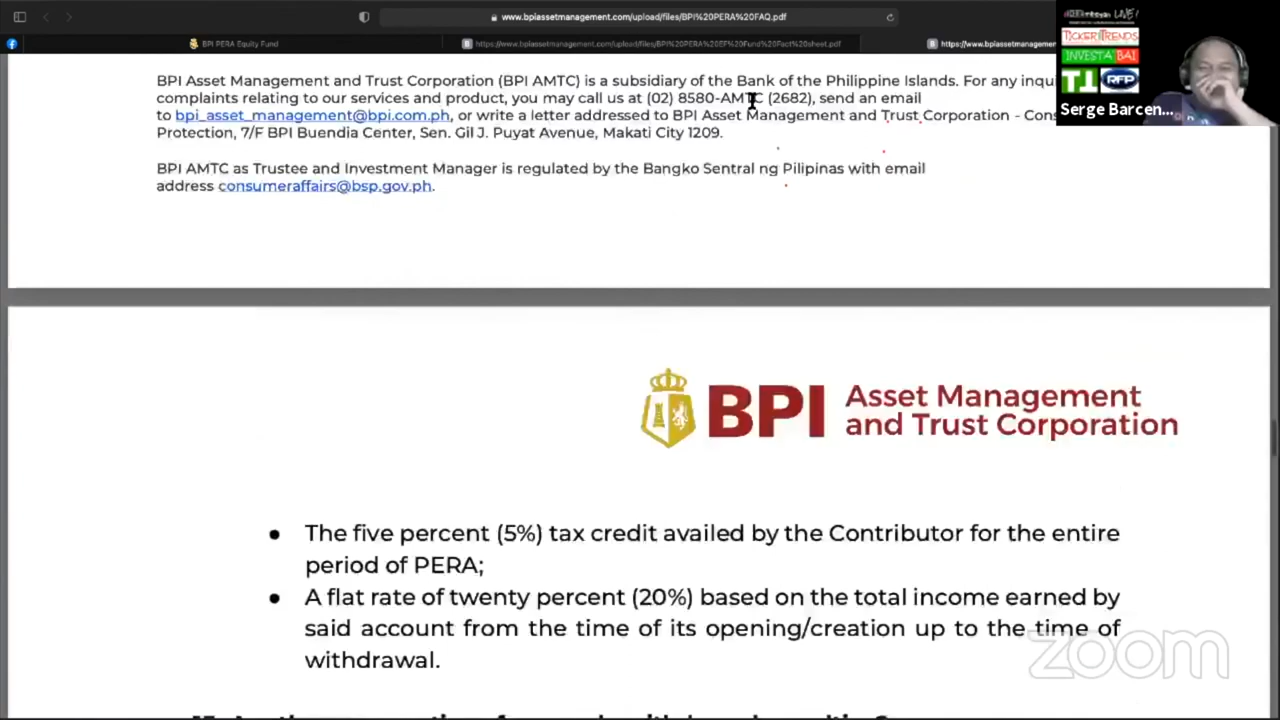 www.bpiassetmanagement.com/upload/files/BPI%20PERA%20FAQ.pdf
BPI PERA Equity Fund
https://www.bpiassetmanagement.com/upload/files/BPI%20PERA%20EF%20Fund%20Fact%20sheet.pdf
https://www.bpiassetmanagement.com
LIVE!
TICKERTRENDS
INVESTABAI
RFP
Serge Barcen...
BPI Asset Management and Trust Corporation (BPI AMTC) is a subsidiary of the Bank of the Philippine Islands. For any inqu
complaints relating to our services and product, you may call us at (02) 8580-AMTC (2682), send an email
to bpi_asset_management@bpi.com.ph, or write a letter addressed to BPI Asset Management and Trust Corporation - Cons
Protection, 7/F BPI Buendia Center, Sen. Gil J. Puyat Avenue, Makati City 1209.
BPI AMTC as Trustee and Investment Manager is regulated by the Bangko Sentral ng Pilipinas with email
address consumeraffairs@bsp.gov.ph.
BPI Asset Management
and Trust Corporation
● The five percent (5%) tax credit availed by the Contributor for the entire
period of PERA;
● A flat rate of twenty percent (20%) based on the total income earned by
said account from the time of its opening/creation up to the time of
withdrawal.
zoom